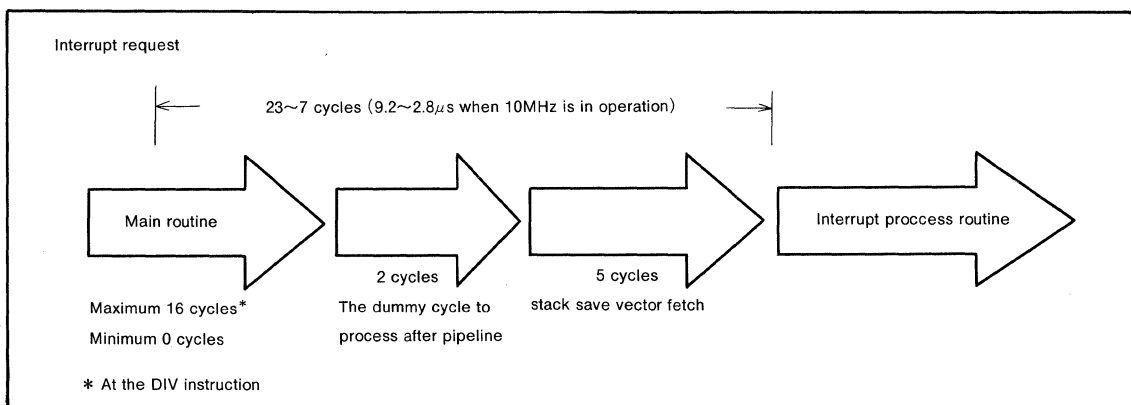 Interrupt request
23~7 cycles (9.2~2.8μs when 10MHz is in operation)
Main routine
Interrupt proccess routine
2 cycles
5 cycles
Maximum 16 cycles*
The dummy cycle to
stack save vector fetch
Minimum 0 cycles
process after pipeline
* At the DIV instruction